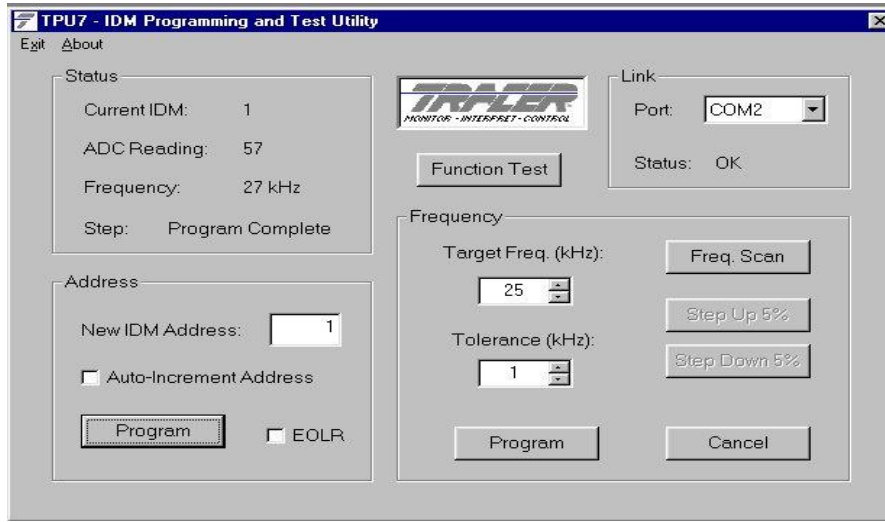 TPU7 - IDM Programming and Test Utility
Exit About
Status
Current IDM: 1
ADC Reading: 57
Frequency: 27 kHz
Step: Program Complete
TRACER
MONITOR - INTERPRET - CONTROL
Function Test
Link
Port: COM2
Status: OK
Address
New IDM Address: 1
Auto-Increment Address
Program
EOLR
Frequency
Target Freq. (kHz):
25
Tolerance (kHz):
1
Freq. Scan
Step Up 5%
Step Down 5%
Program
Cancel